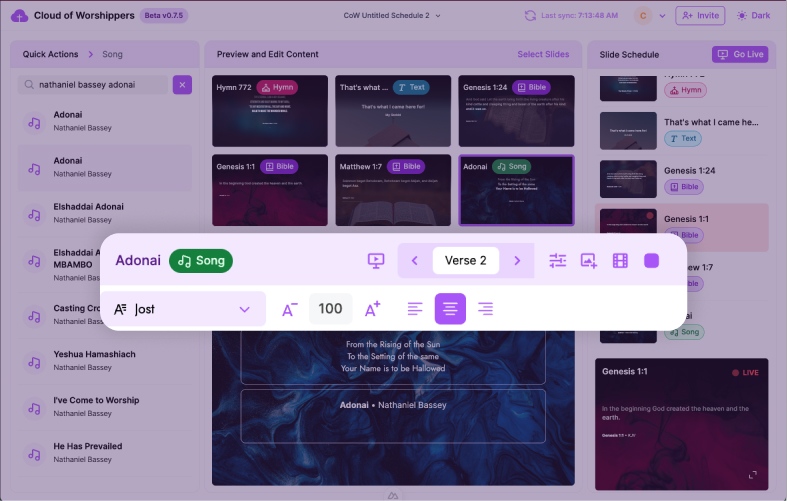 Cloud of Worshippers
Beta v0.7.5
CoW Untitled Schedule 2
Last sync: 7:13:48 AM
C
Invite
Dark
Quick Actions > Song
Preview and Edit Content
Select Slides
Slide Schedule
Go Live
nathaniel bassey adonai
Adonai
Nathaniel Bassey
Adonai
Nathaniel Bassey
Elshaddai Adonai
Nathaniel Bassey
Elshaddai A
MBAMBO
Nathaniel Bass
Casting Cro
Nathaniel Bass
Yeshua Hamashiach
Nathaniel Bassey
I've Come to Worship
Nathaniel Bassey
He Has Prevailed
Nathaniel Bassey
Hymn 772
Hymn
That's what ...
Text
That's what I came here for!
Genesis 1:24
Bible
Genesis 1:1
Bible
In the beginning God created the heaven and the earth.
Matthew 1:7
Bible
Adonai
Song
From the Rising of the Sun
To the Setting of the same
Your Name is to be Hallowed
Adonai
Song
Verse 2
Jost
A-
100
A+
From the Rising of the Sun
To the Setting of the same
Your Name is to be Hallowed
Adonai • Nathaniel Bassey
Hymn
That's what I came he...
Text
Genesis 1:24
Bible
Genesis 1:1
Bible
w 1:7
Bible
ai
Song
Genesis 1:1
LIVE
In the beginning God created the heaven and the
earth.
Genesis 1:1 • KJV